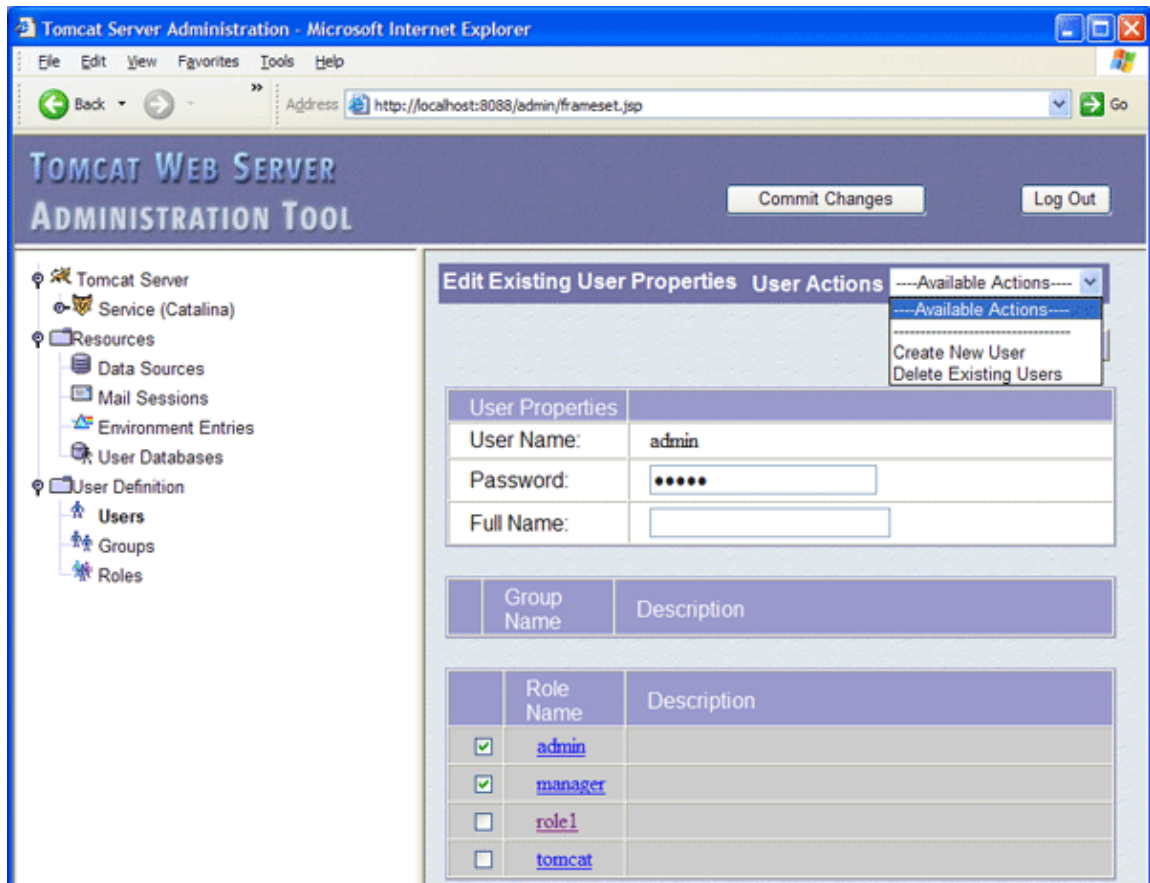 Tomcat Server Administration - Microsoft Internet Explorer
File Edit View Favorites Tools Help
Back » Address http://localhost:8088/admin/frameset.jsp Go
TOMCAT WEB SERVER
ADMINISTRATION TOOL
Commit Changes Log Out
Tomcat Server
Service (Catalina)
Resources
Data Sources
Mail Sessions
Environment Entries
User Databases
User Definition
Users
Groups
Roles
Edit Existing User Properties User Actions ----Available Actions----
----Available Actions----
-----------------------------------
Create New User
Delete Existing Users
User Properties
User Name: admin
Password: •••••
Full Name:
Group Name Description
Role Name Description
admin
manager
role1
tomcat